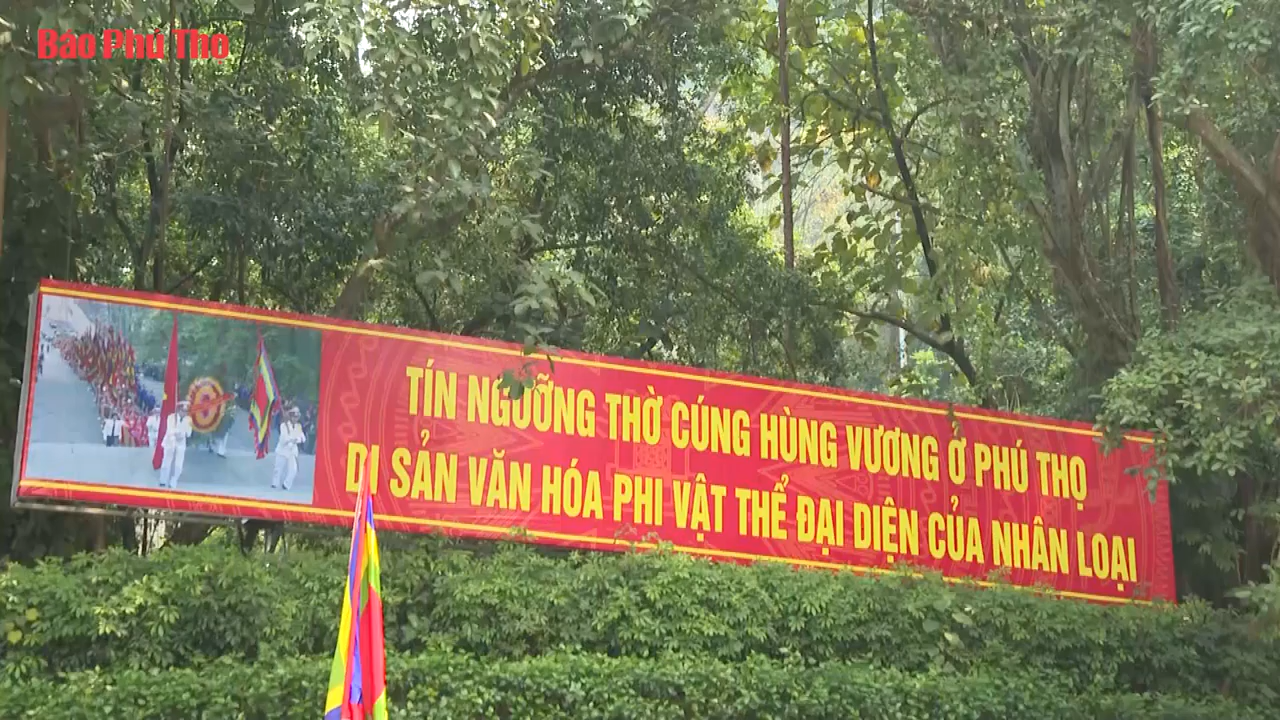 Báo Phú Thọ
TÍN NGƯỠNG THỜ CÚNG HÙNG VƯƠNG Ở PHÚ THỌ
DI SẢN VĂN HÓA PHI VẬT THỂ ĐẠI DIỆN CỦA NHÂN LOẠI